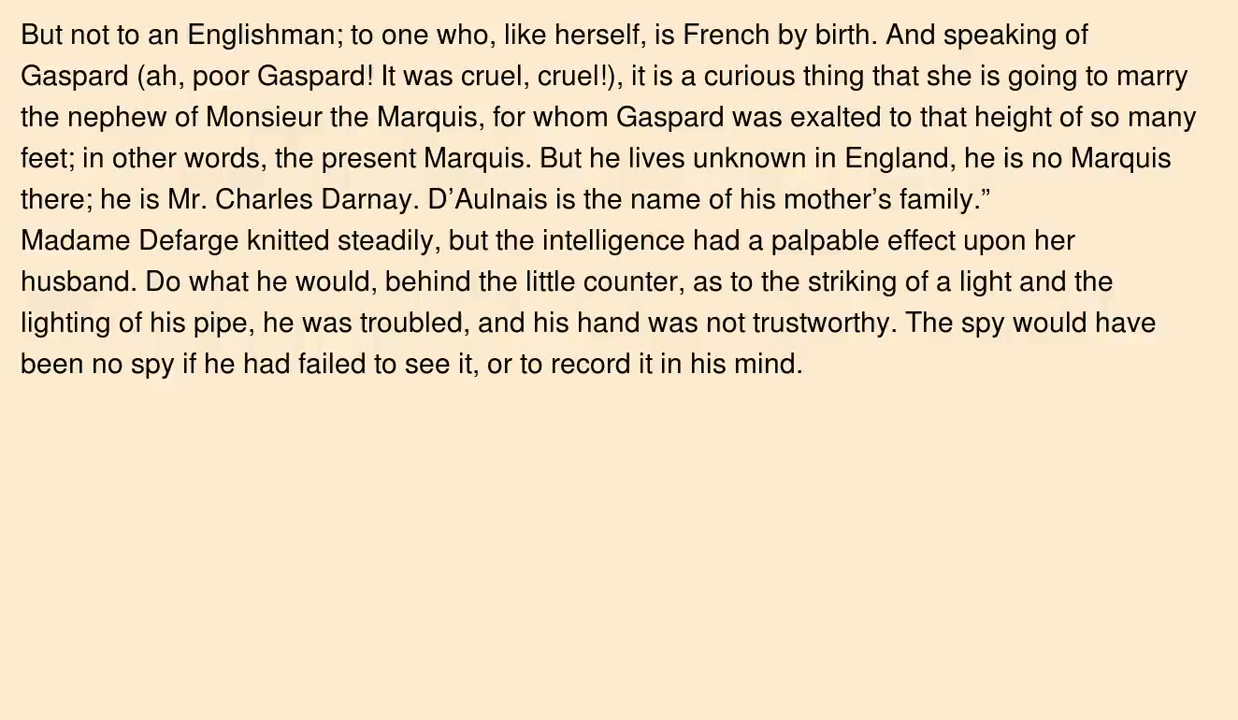 But not to an Englishman; to one who, like herself, is French by birth. And speaking of
Gaspard (ah, poor Gaspard! It was cruel, cruel!), it is a curious thing that she is going to marry
the nephew of Monsieur the Marquis, for whom Gaspard was exalted to that height of so many
feet; in other words, the present Marquis. But he lives unknown in England, he is no Marquis
there; he is Mr. Charles Darnay. D’Aulnais is the name of his mother’s family.”
Madame Defarge knitted steadily, but the intelligence had a palpable effect upon her
husband. Do what he would, behind the little counter, as to the striking of a light and the
lighting of his pipe, he was troubled, and his hand was not trustworthy. The spy would have
been no spy if he had failed to see it, or to record it in his mind.